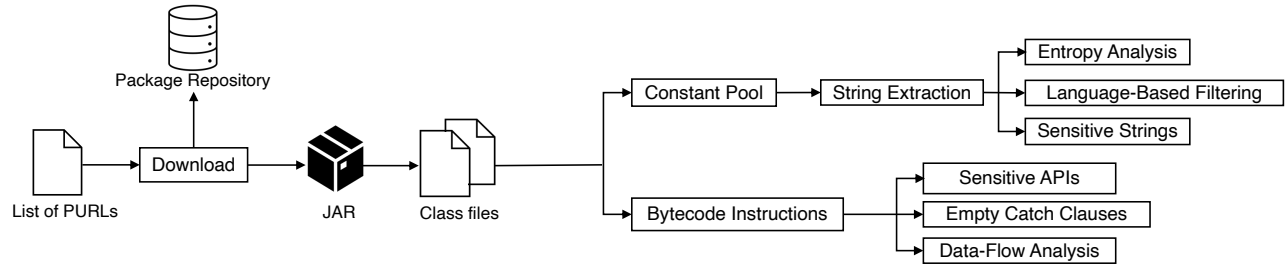 Package Repository
List of PURLs
Download
JAR
Class files
Constant Pool
String Extraction
Entropy Analysis
Language-Based Filtering
Sensitive Strings
Bytecode Instructions
Sensitive APIs
Empty Catch Clauses
Data-Flow Analysis